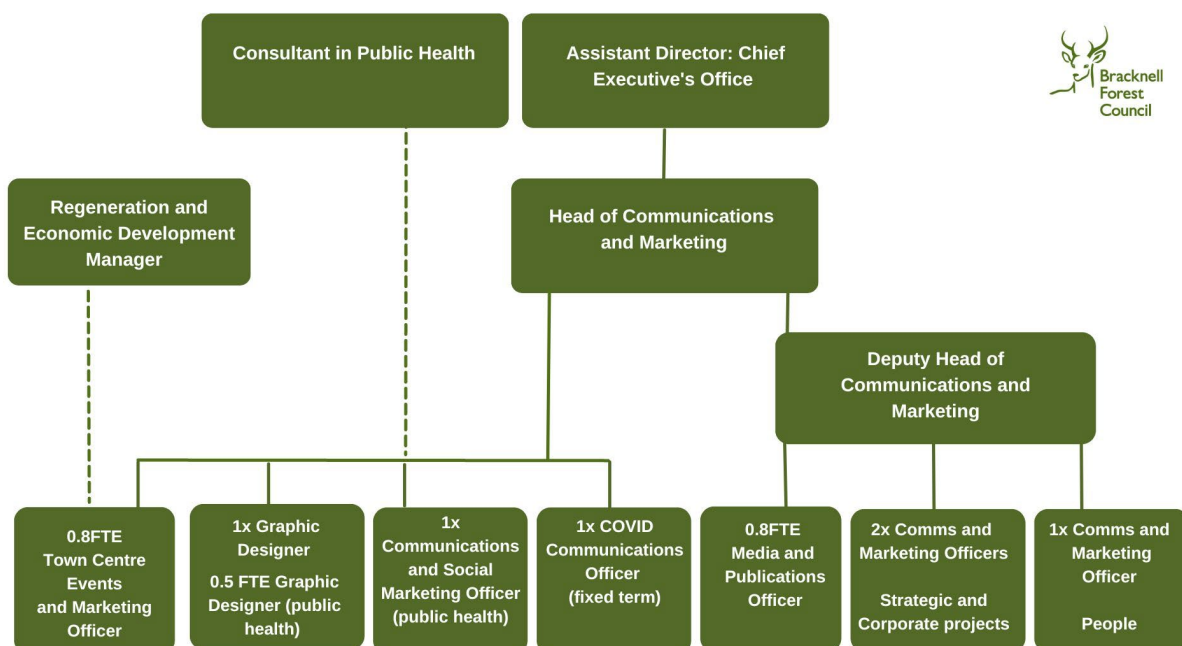 Consultant in Public Health
Assistant Director: Chief
Executive's Office
Bracknell
Forest
Council
Regeneration and
Economic Development
Manager
Head of Communications
and Marketing
Deputy Head of
Communications and
Marketing
0.8FTE
Town Centre
Events
and Marketing
Officer
1x Graphic
Designer
0.5 FTE Graphic
Designer (public
health)
1x
Communications
and Social
Marketing Officer
(public health)
1x COVID
Communications
Officer
(fixed term)
0.8FTE
Media and
Publications
Officer
2x Comms and
Marketing Officers
Strategic and
Corporate projects
1x Comms and
Marketing
Officer
People